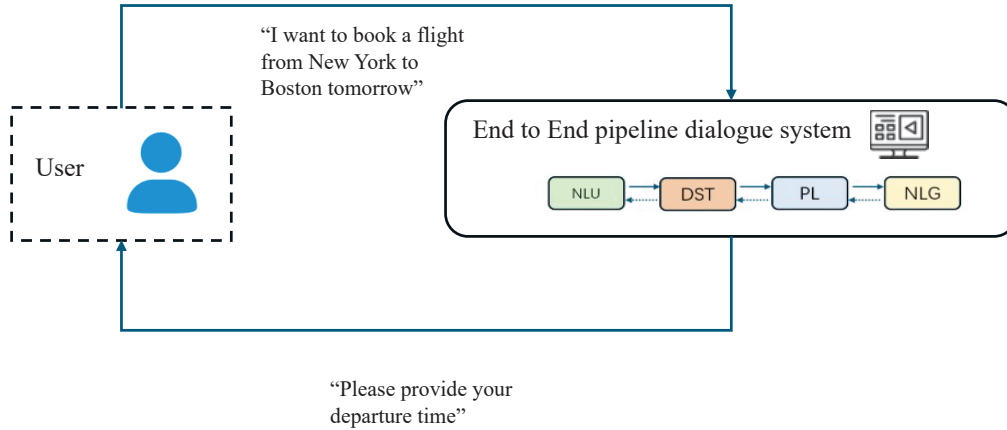 “I want to book a flight
from New York to
Boston tomorrow”
End to End pipeline dialogue system
User
NLU
DST
PL
NLG
“Please provide your
departure time”